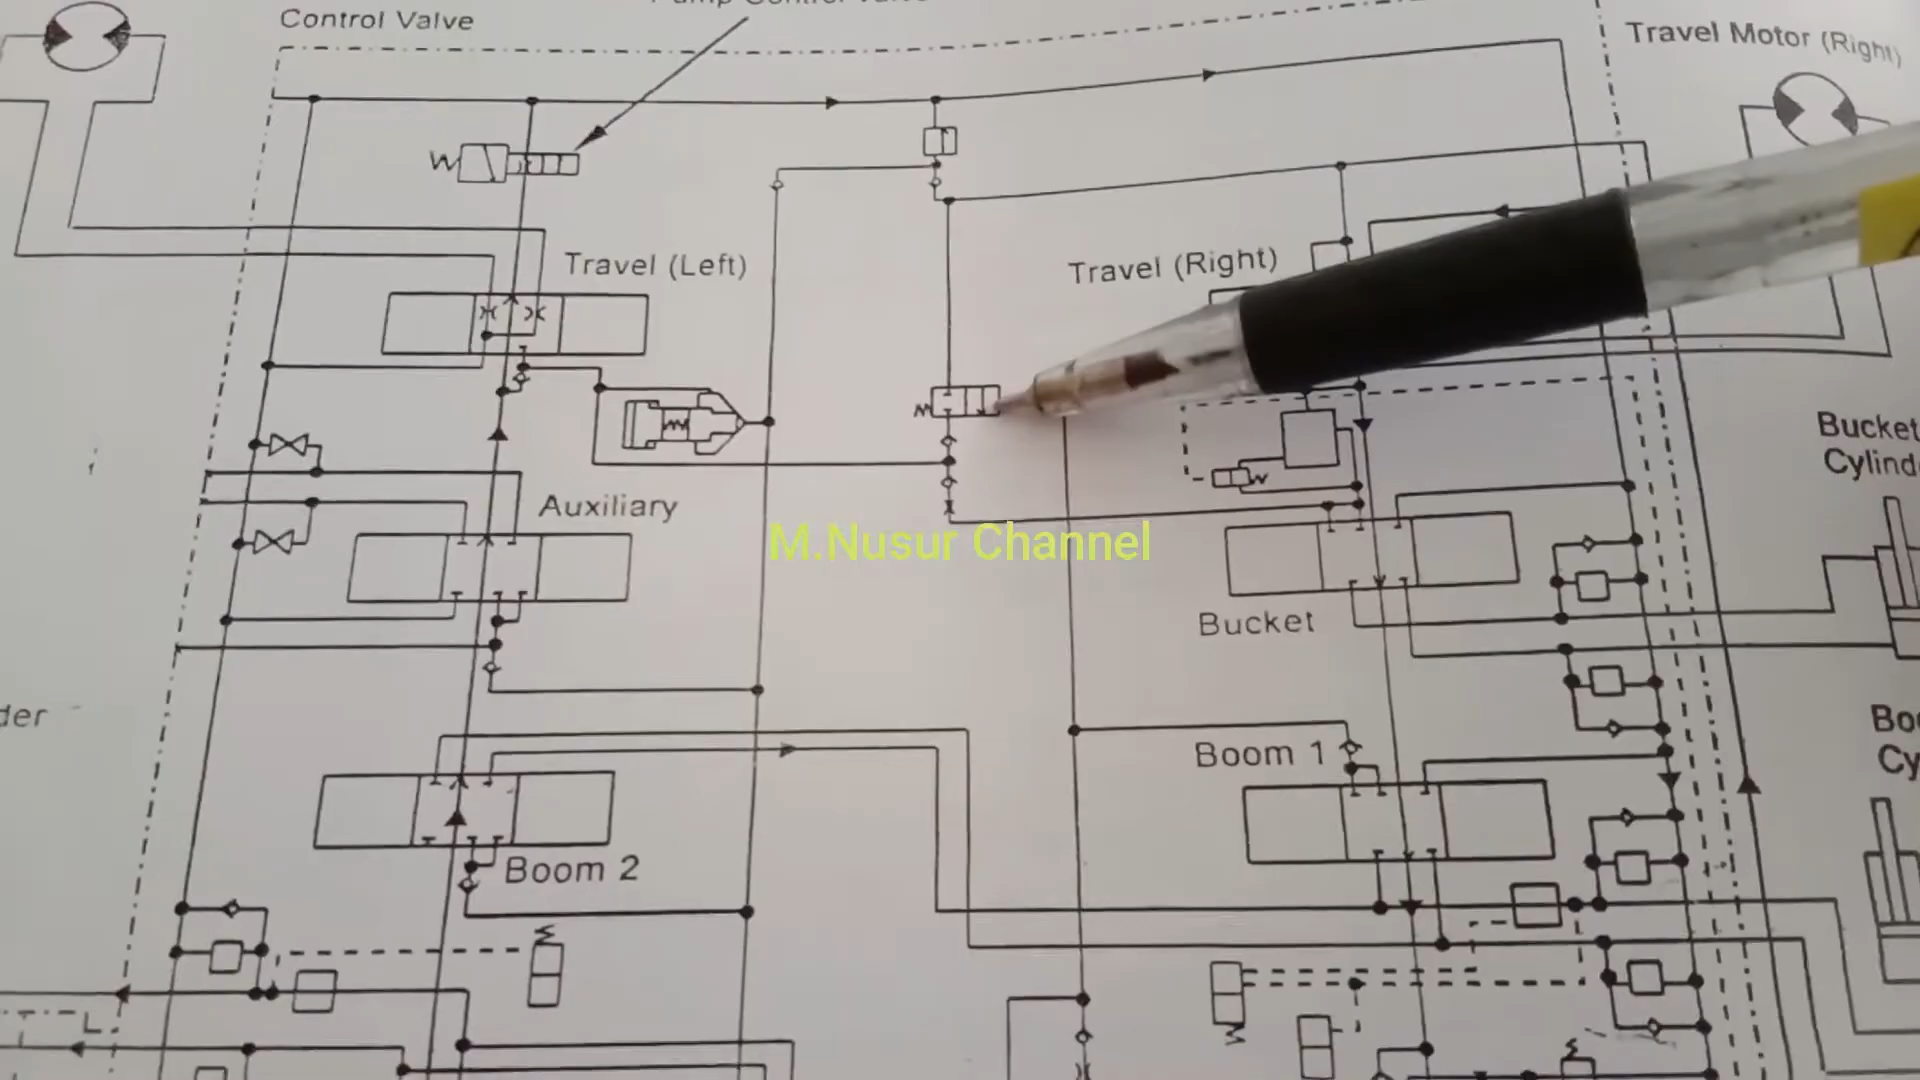 Pump Control Valve
Control Valve
Travel Motor (Right)
Travel (Left)
Travel (Right)
Bucket
Auxiliary
M.Nusur Channel
Bucket
Boom 1
Boom 2